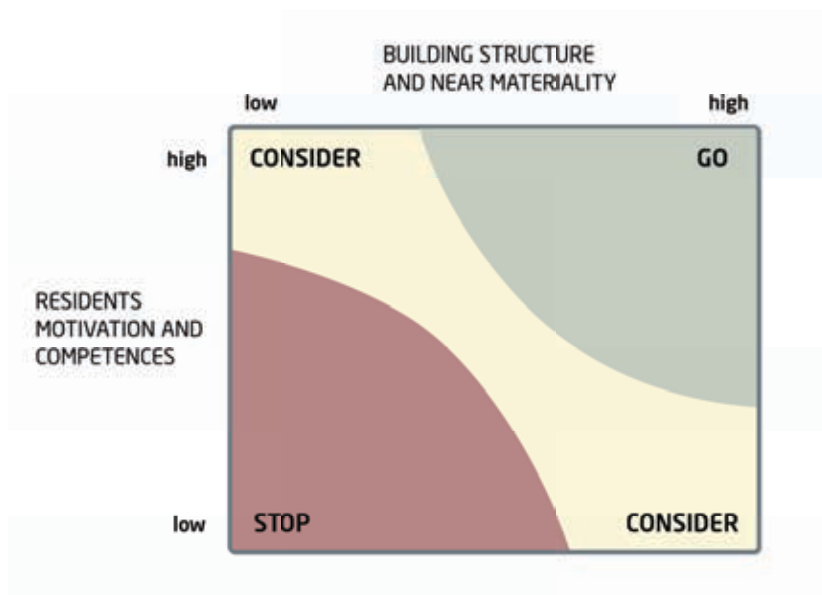 BUILDING STRUCTURE
AND NEAR MATERIALITY
low
high
high
CONSIDER
GO
RESIDENTS
MOTIVATION AND
COMPETENCES
low
STOP
CONSIDER